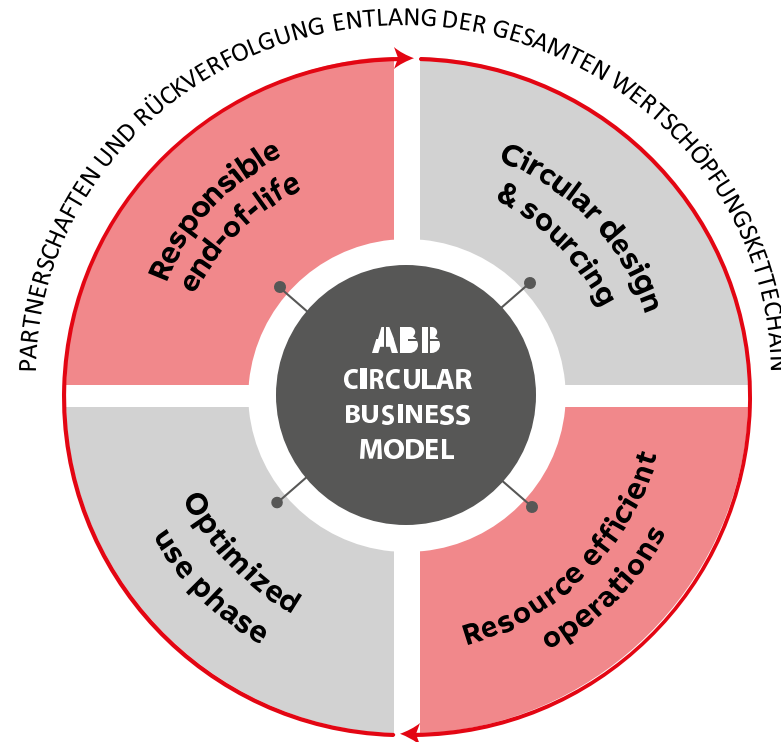 PARTNERSCHAFTEN UND RÜCKVERFOLGUNG ENTLANG DER GESAMTEN WERTSCHÖPFUNGSKETTECHAIN
Responsible
end-of-life
Circular design
& sourcing
ABB
CIRCULAR
BUSINESS
MODEL
Optimized
use phase
Resource efficient
operations